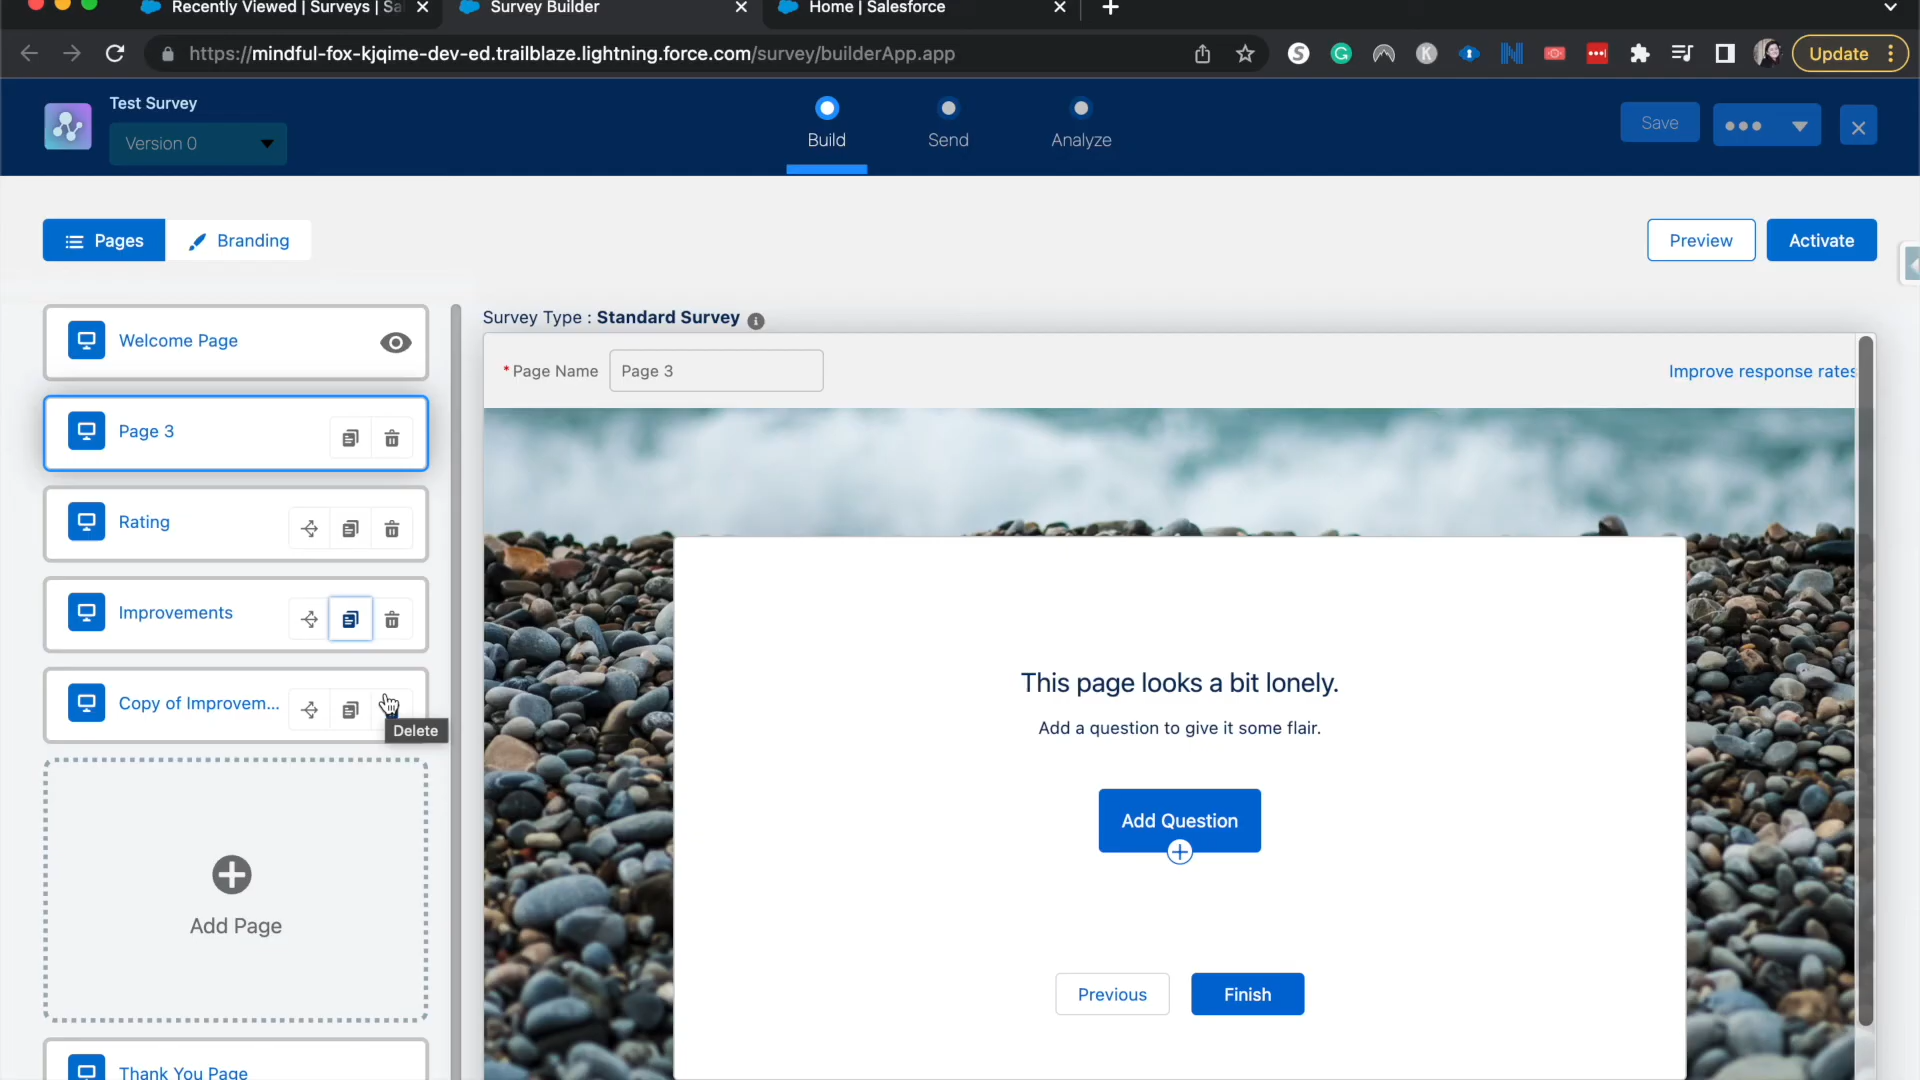 Recently Viewed | Surveys | Sal
Survey Builder
Home | Salesforce
https://mindful-fox-kjqime-dev-ed.trailblaze.lightning.force.com/survey/builderApp.app
Update
Test Survey
Version 0
Build
Send
Analyze
Save
Pages
Branding
Preview
Activate
Welcome Page
Page 3
Rating
Improvements
Copy of Improvem...
Delete
Add Page
Thank You Page
Survey Type : Standard Survey
* Page Name
Page 3
Improve response rates
This page looks a bit lonely.
Add a question to give it some flair.
Add Question
Previous
Finish